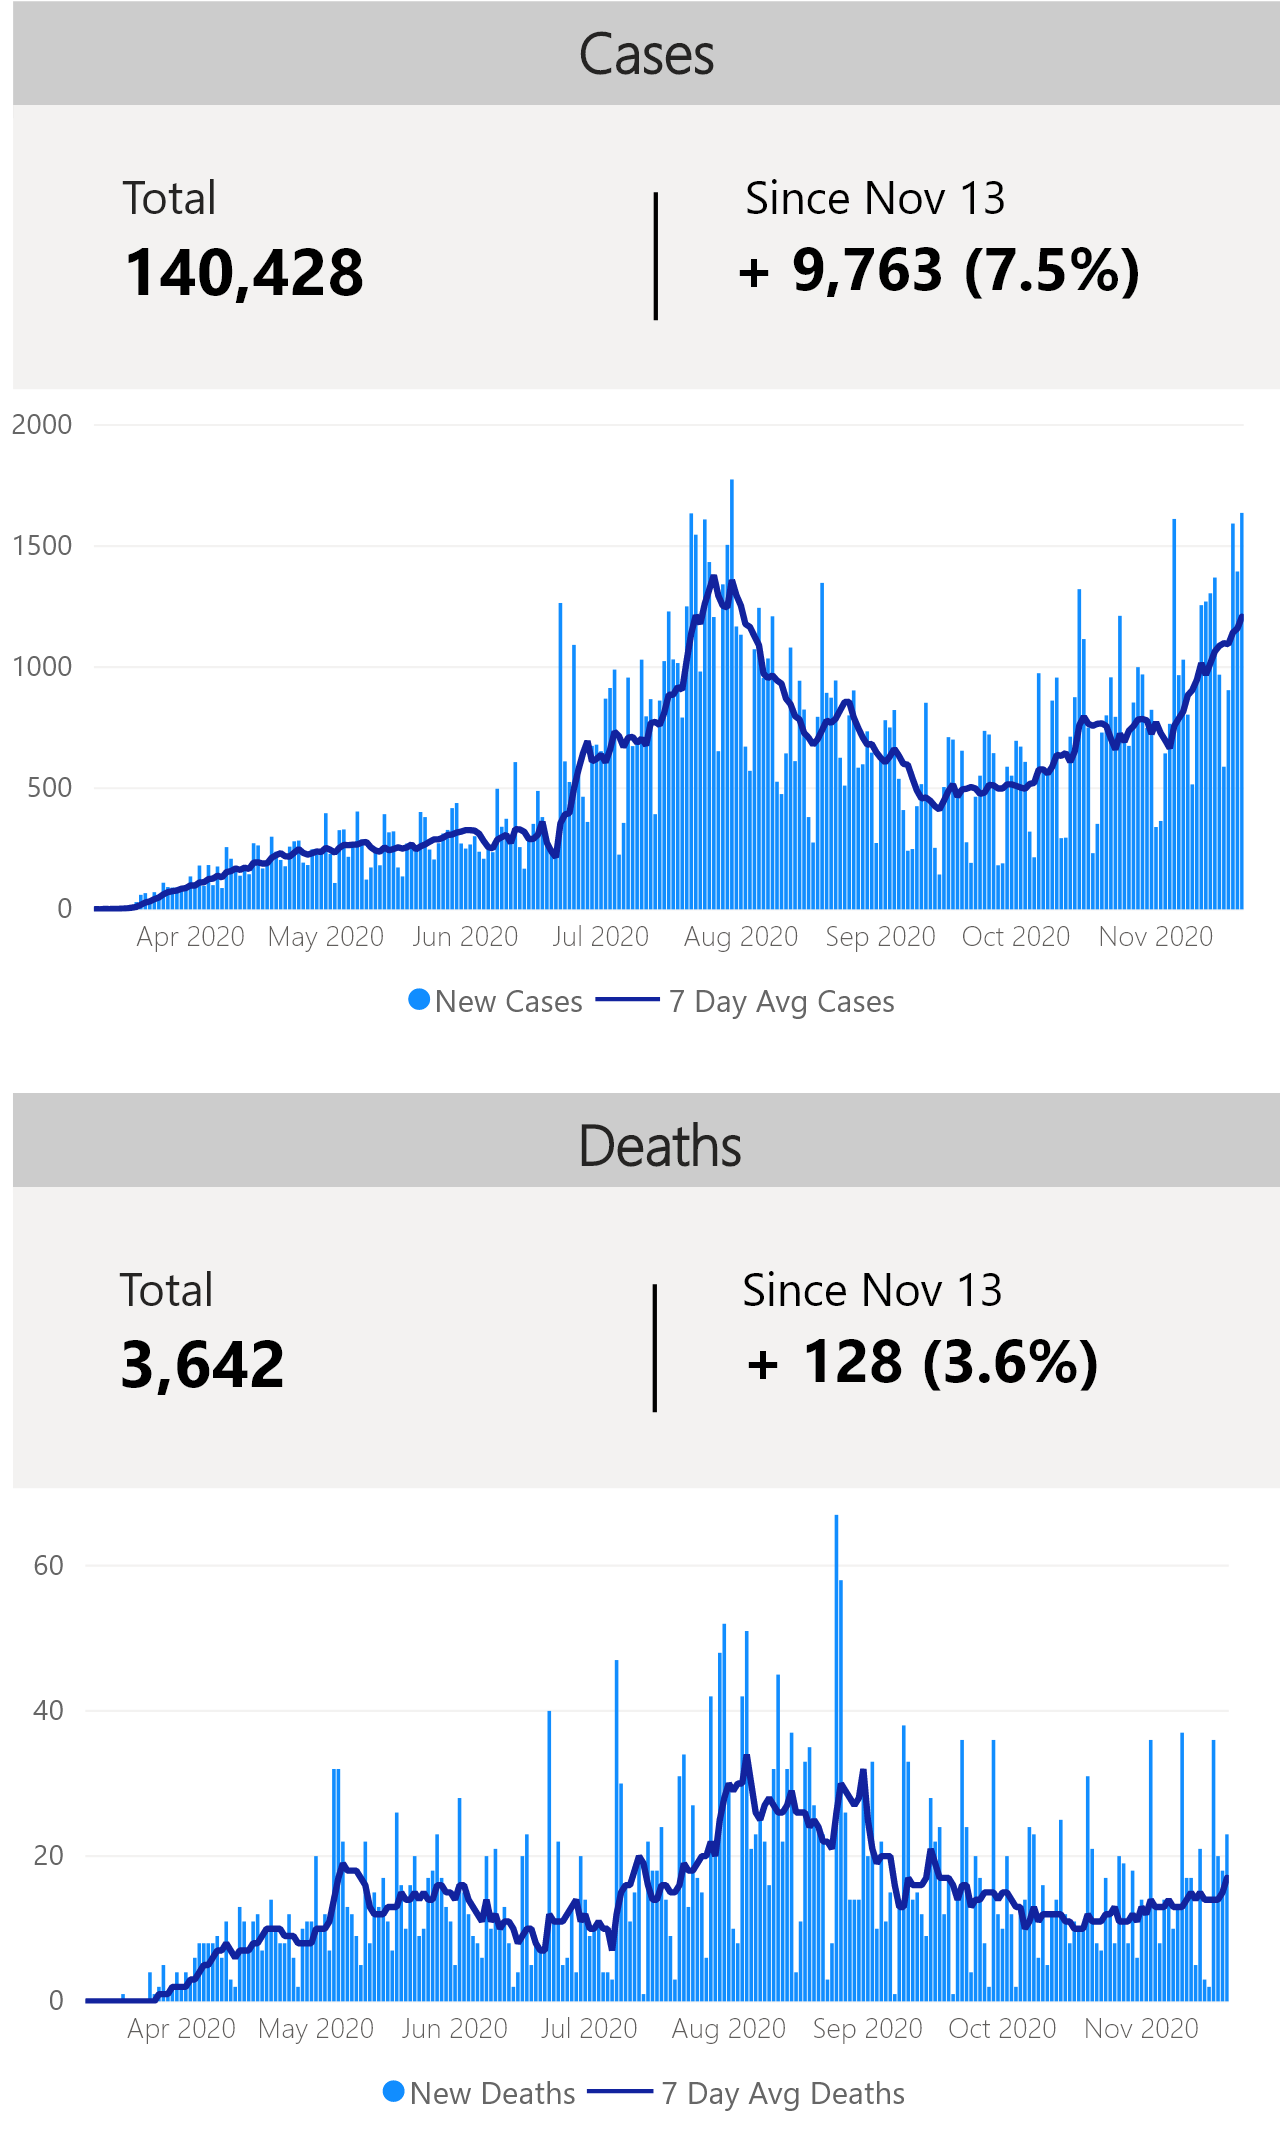 Cases
Total
Since Nov 13
140,428
+ 9,763 (7.5%)
2000
1500
1000
500
0
Apr 2020 May 2020 Jun 2020 Jul 2020 Aug 2020 Sep 2020 Oct 2020 Nov 2020
New Cases 7 Day Avg Cases
Deaths
Total
Since Nov 13
3,642
+ 128 (3.6%)
60
40
20
0
Apr 2020 May 2020 Jun 2020 Jul 2020 Aug 2020 Sep 2020 Oct 2020 Nov 2020
New Deaths 7 Day Avg Deaths